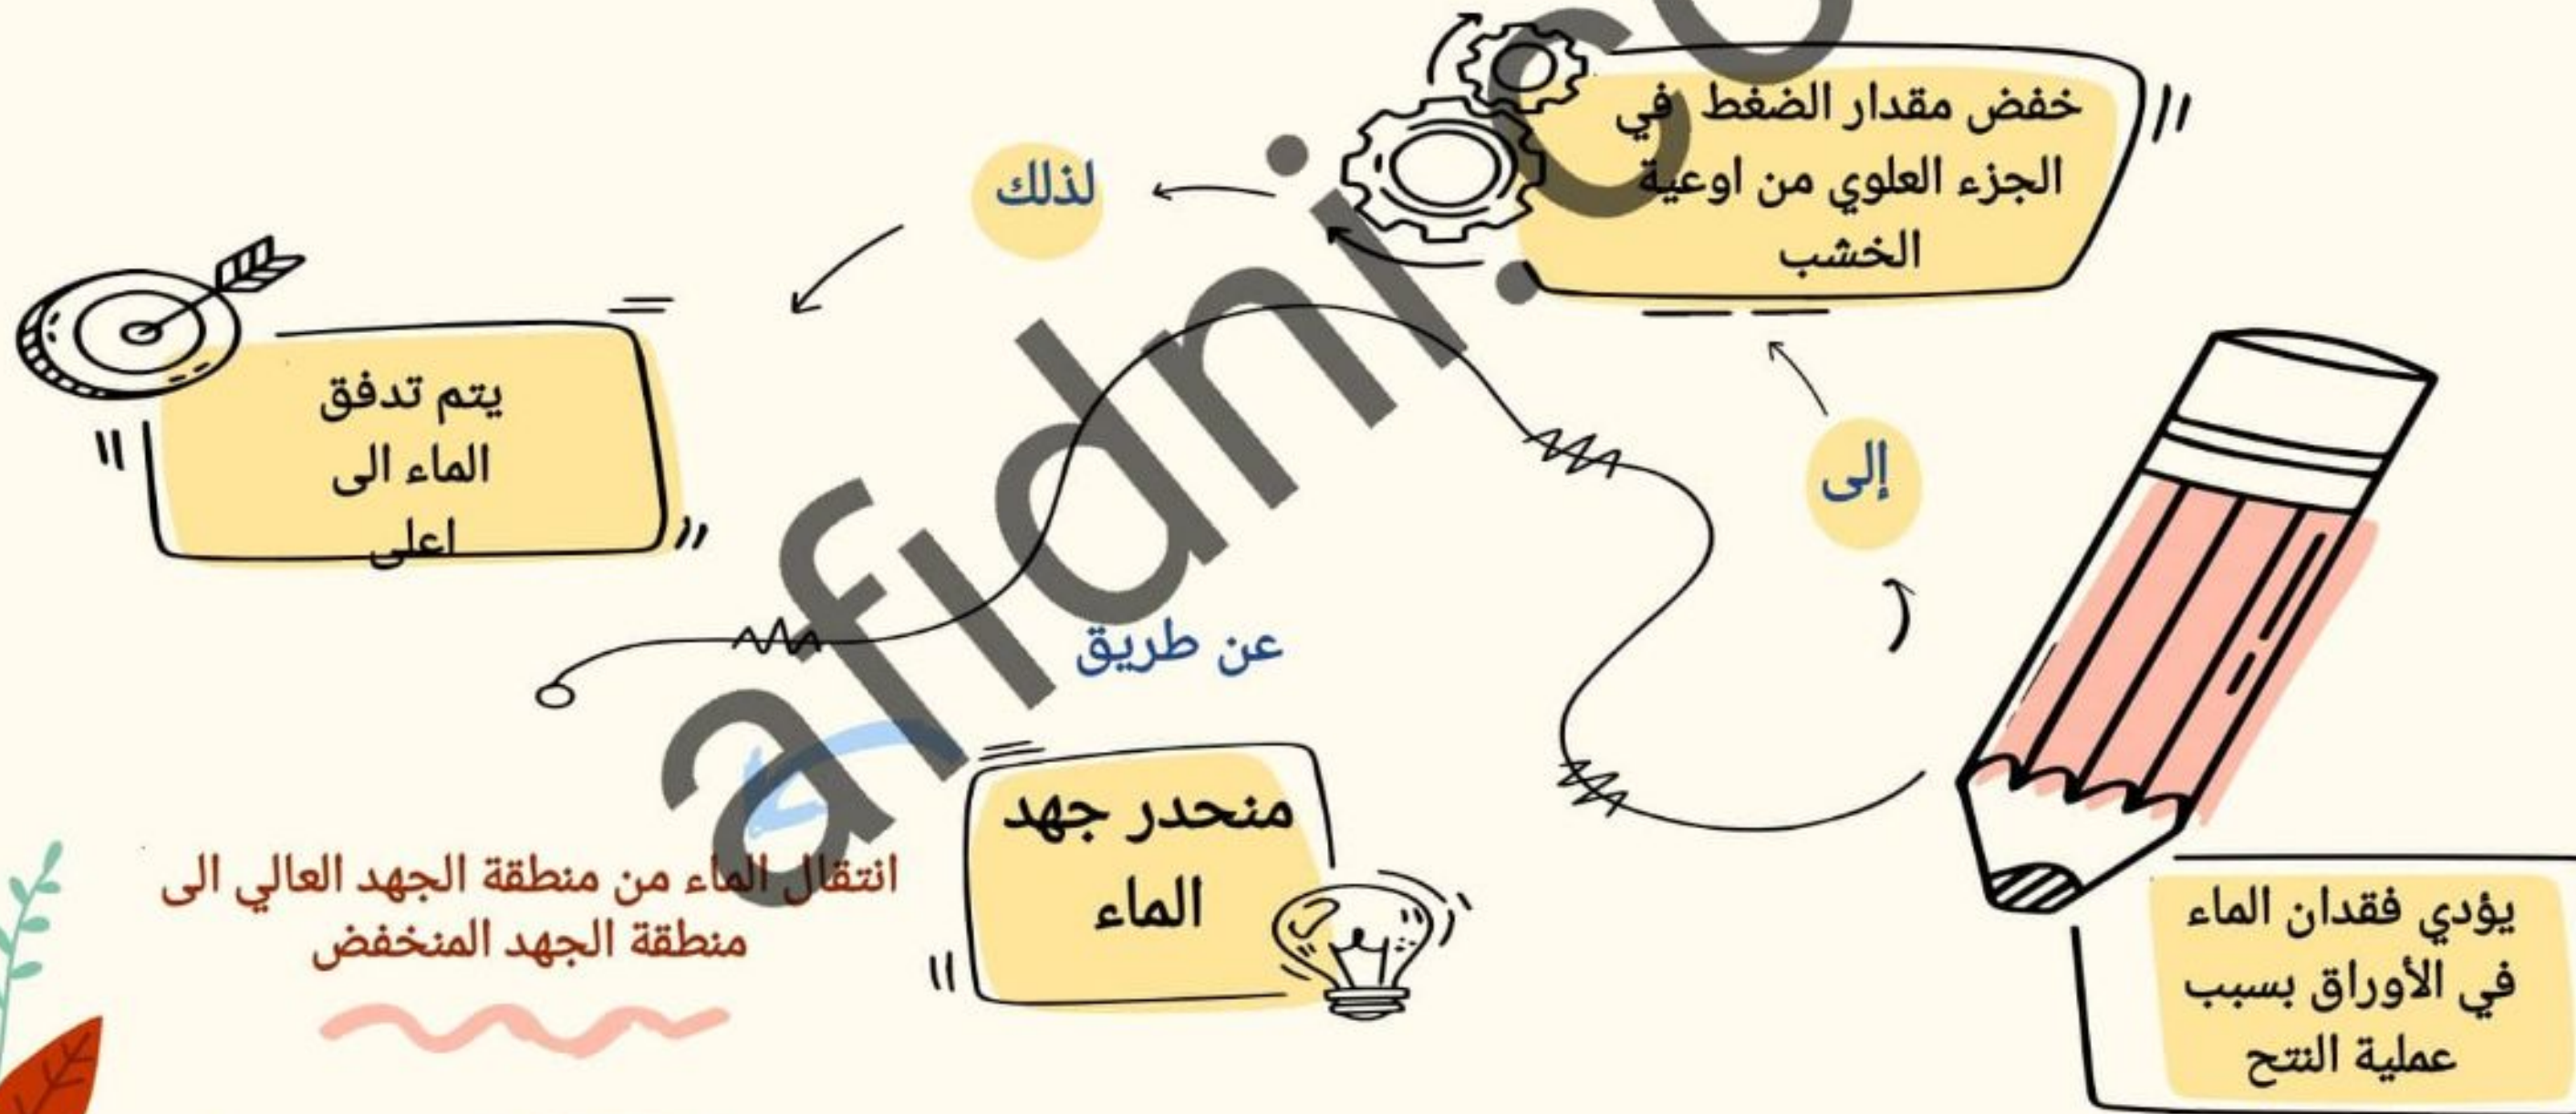 يؤدي فقدان الماء
في الأوراق بسبب
عملية النتح
إلى
خفض مقدار الضغط في
الجزء العلوي من اوعية
الخشب
لذلك
يتم تدفق
الماء الى
اعلى
عن طريق
منحدر جهد
الماء
انتقال الماء من منطقة الجهد العالي الى
منطقة الجهد المنخفض
afidni.co